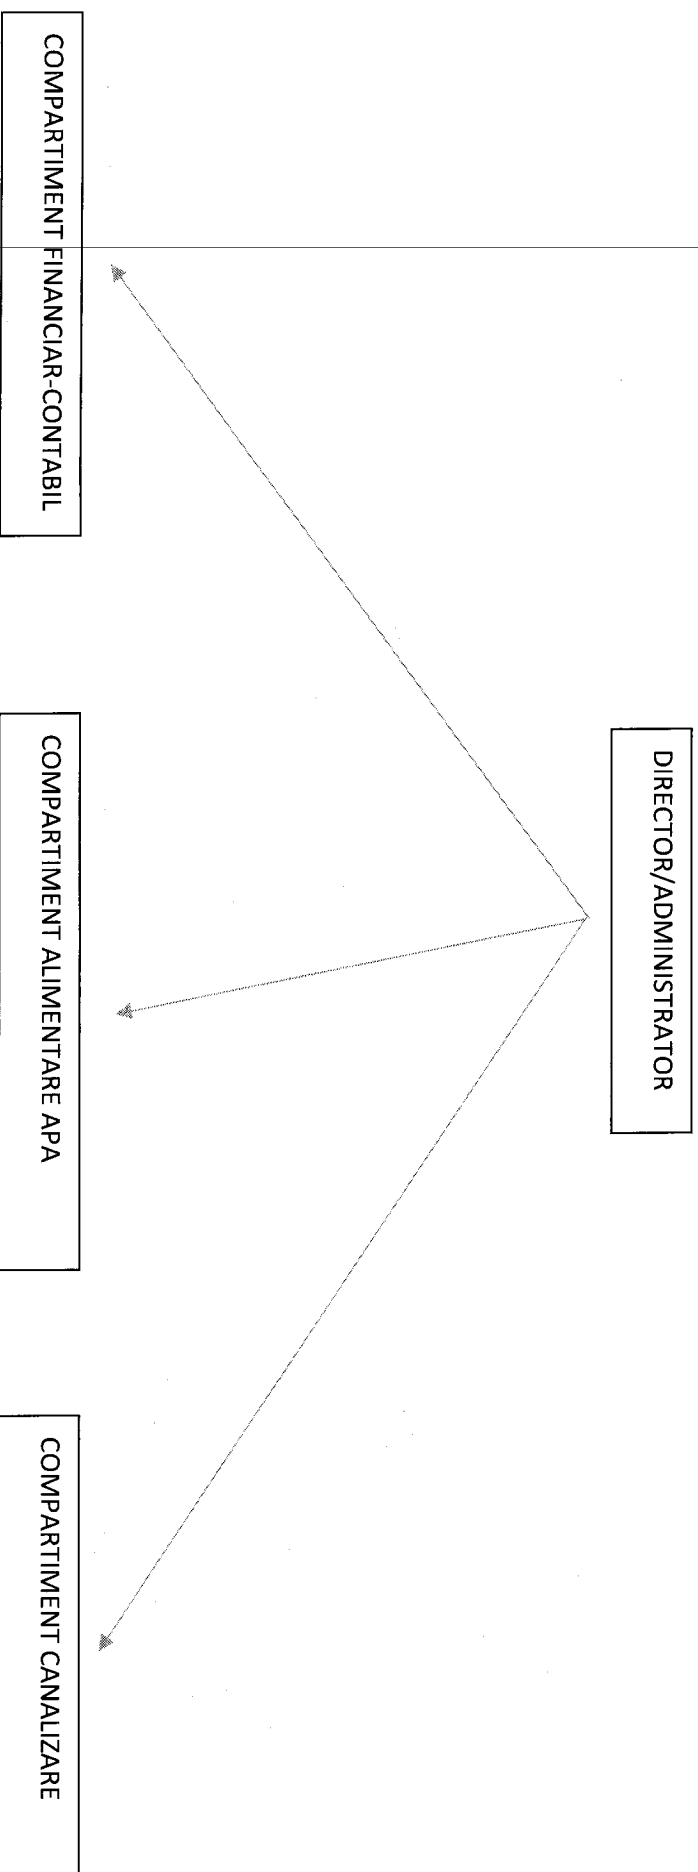 DIRECTOR/ADMINISTRATOR
COMPARTIMENT FINANCIAR-CONTABIL
COMPARTIMENT ALIMENTARE APA
COMPARTIMENT CANALIZARE